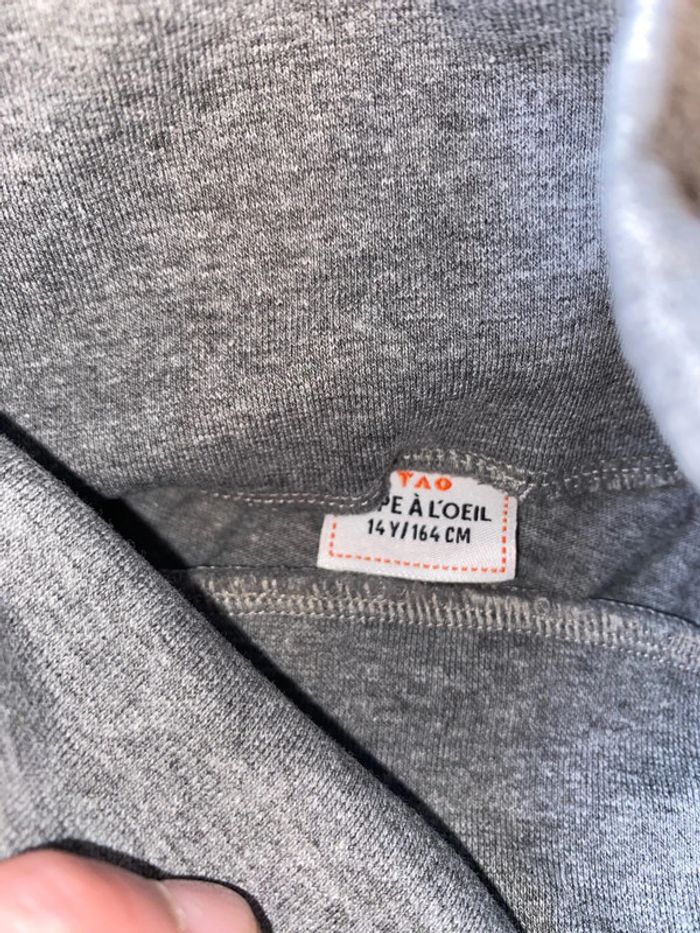 TAO
PE À L'OEIL
14 Y/164 CM